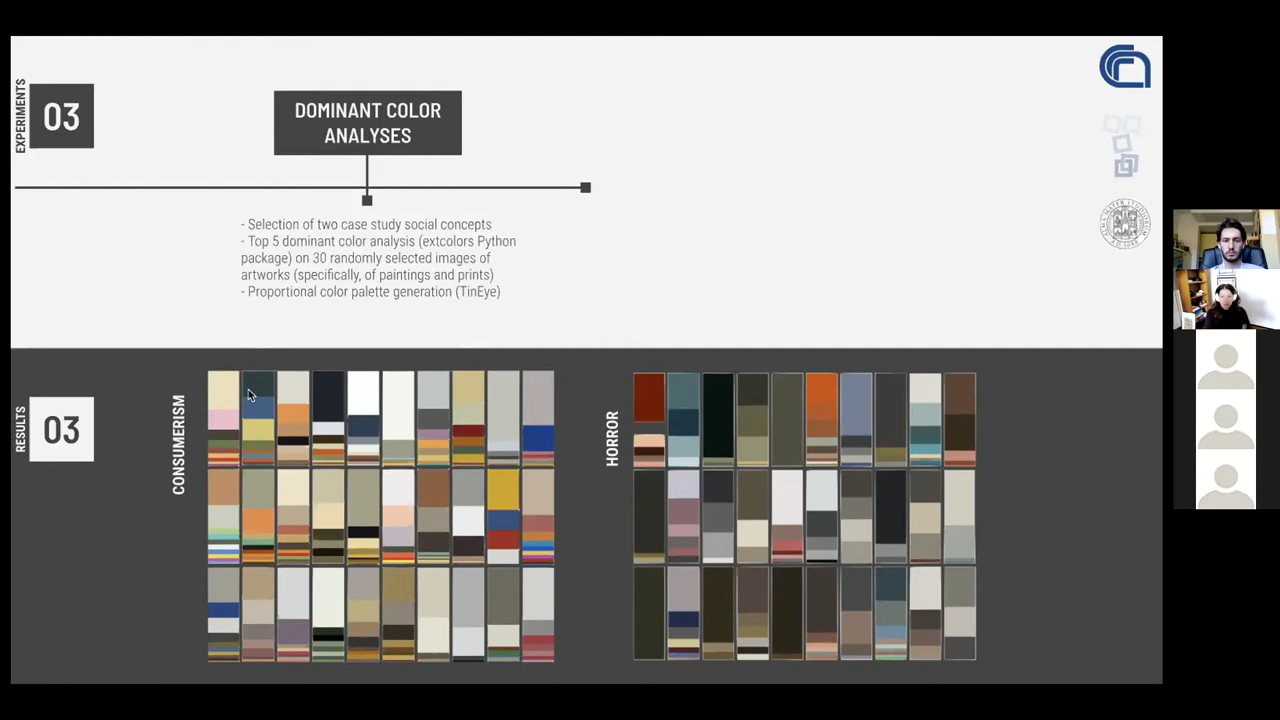 EXPERIMENTS
03
DOMINANT COLOR
ANALYSES
- Selection of two case study social concepts
- Top 5 dominant color analysis (extcolors Python
package) on 30 randomly selected images of
artworks (specifically, of paintings and prints)
- Proportional color palette generation (TinEye)
RESULTS
03
CONSUMERISM
HORROR